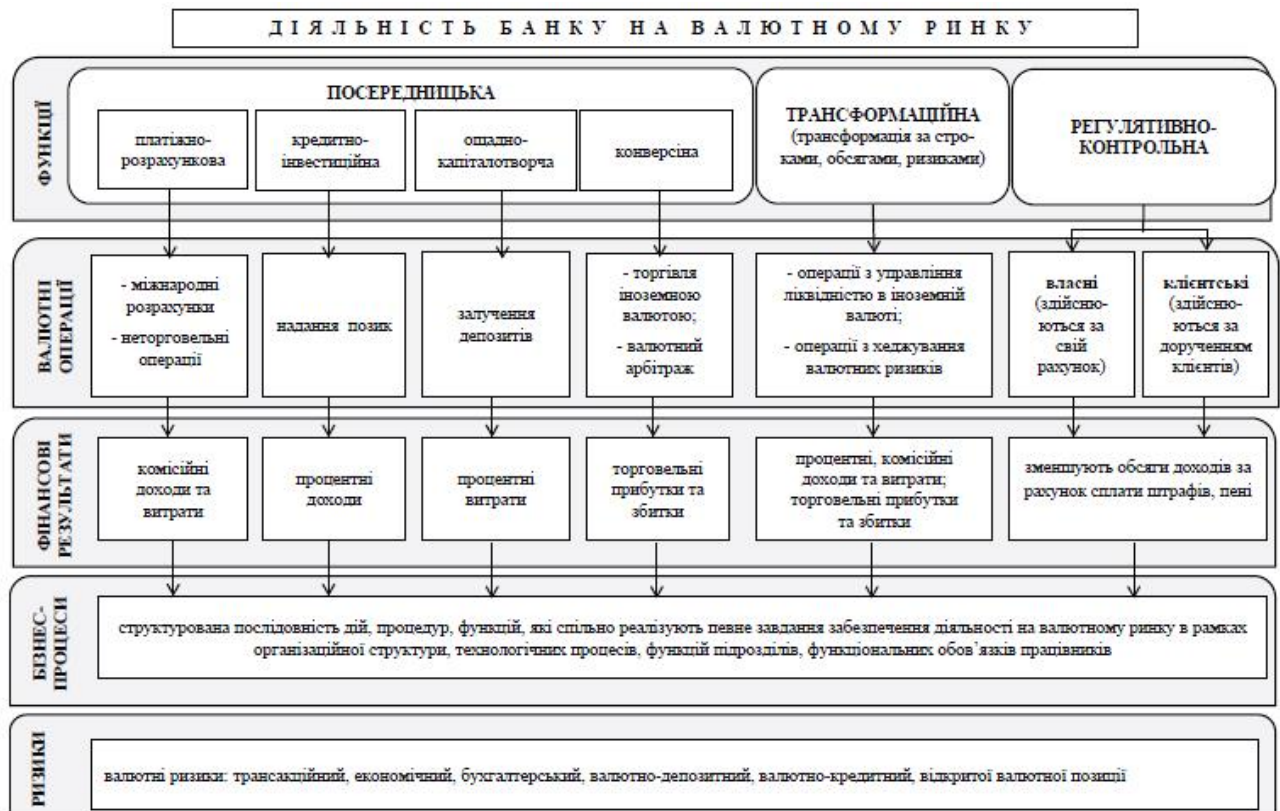 ДІЯЛЬНІСТЬ БАНКУ НА ВАЛЮТНОМУ РИНКУ
ФУНКЦІЇ
ПОСЕРЕДНИЦЬКА
платіжно-
розрахункова
кредитно-
інвестиційна
ощадно-
капіталотворча
конверсіна
ТРАНСФОРМАЦІЙНА
(трансформація за стро-
ками, обсягами, ризиками)
РЕГУЛЯТИВНО-
КОНТРОЛЬНА
ВАЛЮТНІ
ОПЕРАЦІЇ
- міжнародні
розрахунки
- неторговельні
операції
надання позик
залучення
депозитів
- торгівля
іноземною
валютою;
- валютний
арбітраж
- операції з управління
ліквідністю в іноземній
валюті;
- операції з хеджування
валютних ризиків
власні
(здійсню-
ються за
свій
рахунок)
клієнтські
(здійсню-
ються за
дорученням
клієнтів)
ФІНАНСОВІ
РЕЗУЛЬТАТИ
комісійні
доходи та
витрати
процентні
доходи
процентні
витрати
торговельні
прибутки та
збитки
процентні, комісійні
доходи та витрати;
торговельні прибутки
та збитки
зменшують обсяги доходів за
рахунок сплати штрафів, пені
БІЗНЕС-
ПРОЦЕСИ
структурована послідовність дій, процедур, функцій, які спільно реалізують певне завдання забезпечення діяльності на валютному ринку в рамках
організаційної структури, технологічних процесів, функцій підрозділів, функціональних обов’язків працівників
РИЗИКИ
валютні ризики: трансакційний, економічний, бухгалтерський, валютно-депозитний, валютно-кредитний, відкритої валютної позиції